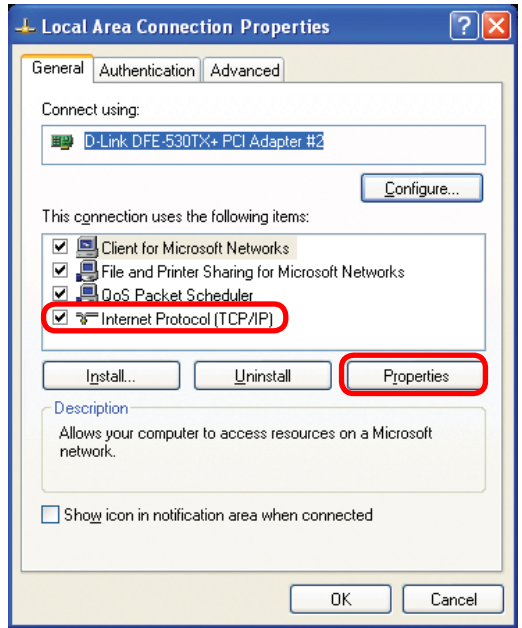 Local Area Connection Properties
General Authentication Advanced
Connect using:
D-Link DFE-530TX+ PCI Adapter #2
Configure...
This connection uses the following items:
Client for Microsoft Networks
File and Printer Sharing for Microsoft Networks
QoS Packet Scheduler
Internet Protocol (TCP/IP)
Install... Uninstall Properties
Description
Allows your computer to access resources on a Microsoft
network.
Show icon in notification area when connected
OK Cancel